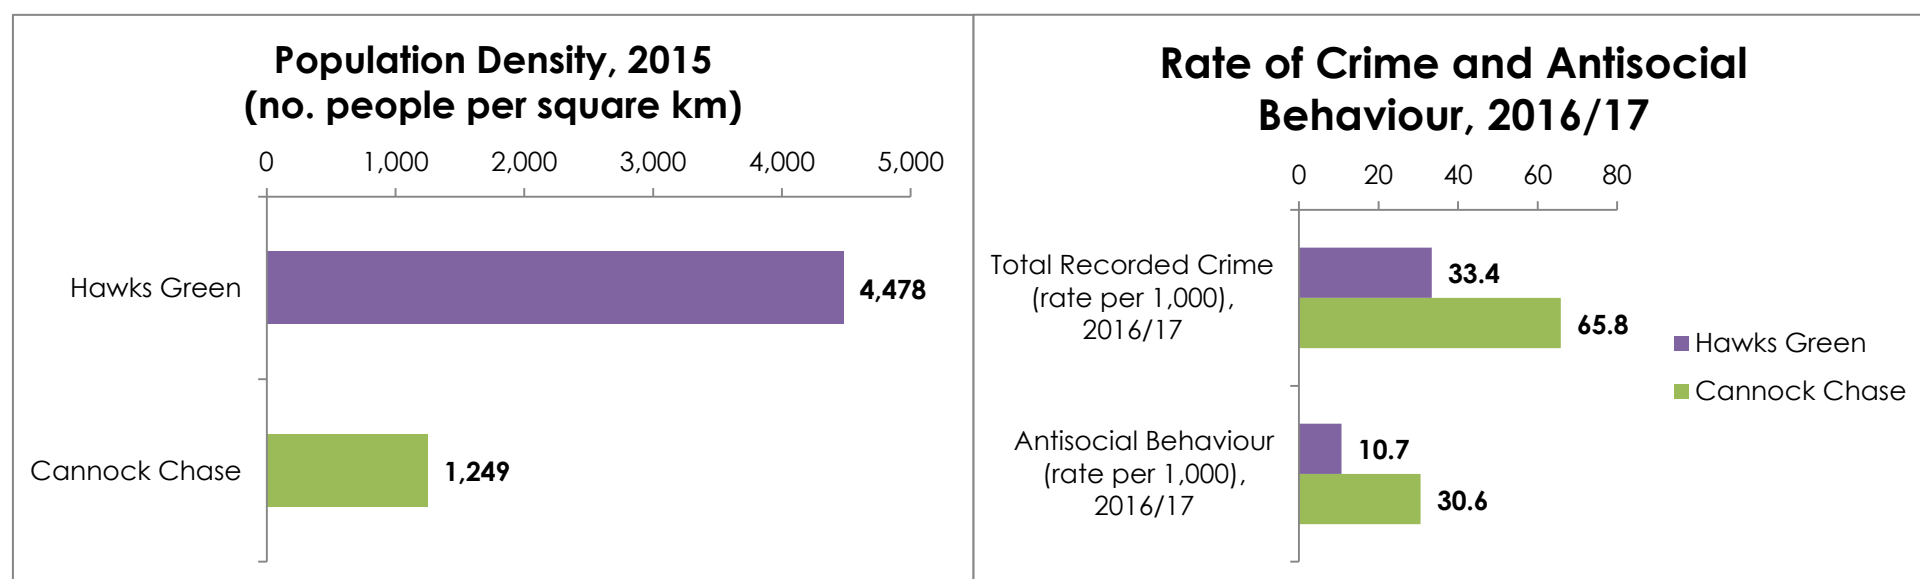 Population Density, 2015
(no. people per square km)
0 1,000 2,000 3,000 4,000 5,000
Hawks Green
4,478
Cannock Chase
1,249
Rate of Crime and Antisocial
Behaviour, 2016/17
0 20 40 60 80
Total Recorded Crime
(rate per 1,000),
2016/17
33.4
65.8
Antisocial Behaviour
(rate per 1,000),
2016/17
10.7
30.6
Hawks Green
Cannock Chase